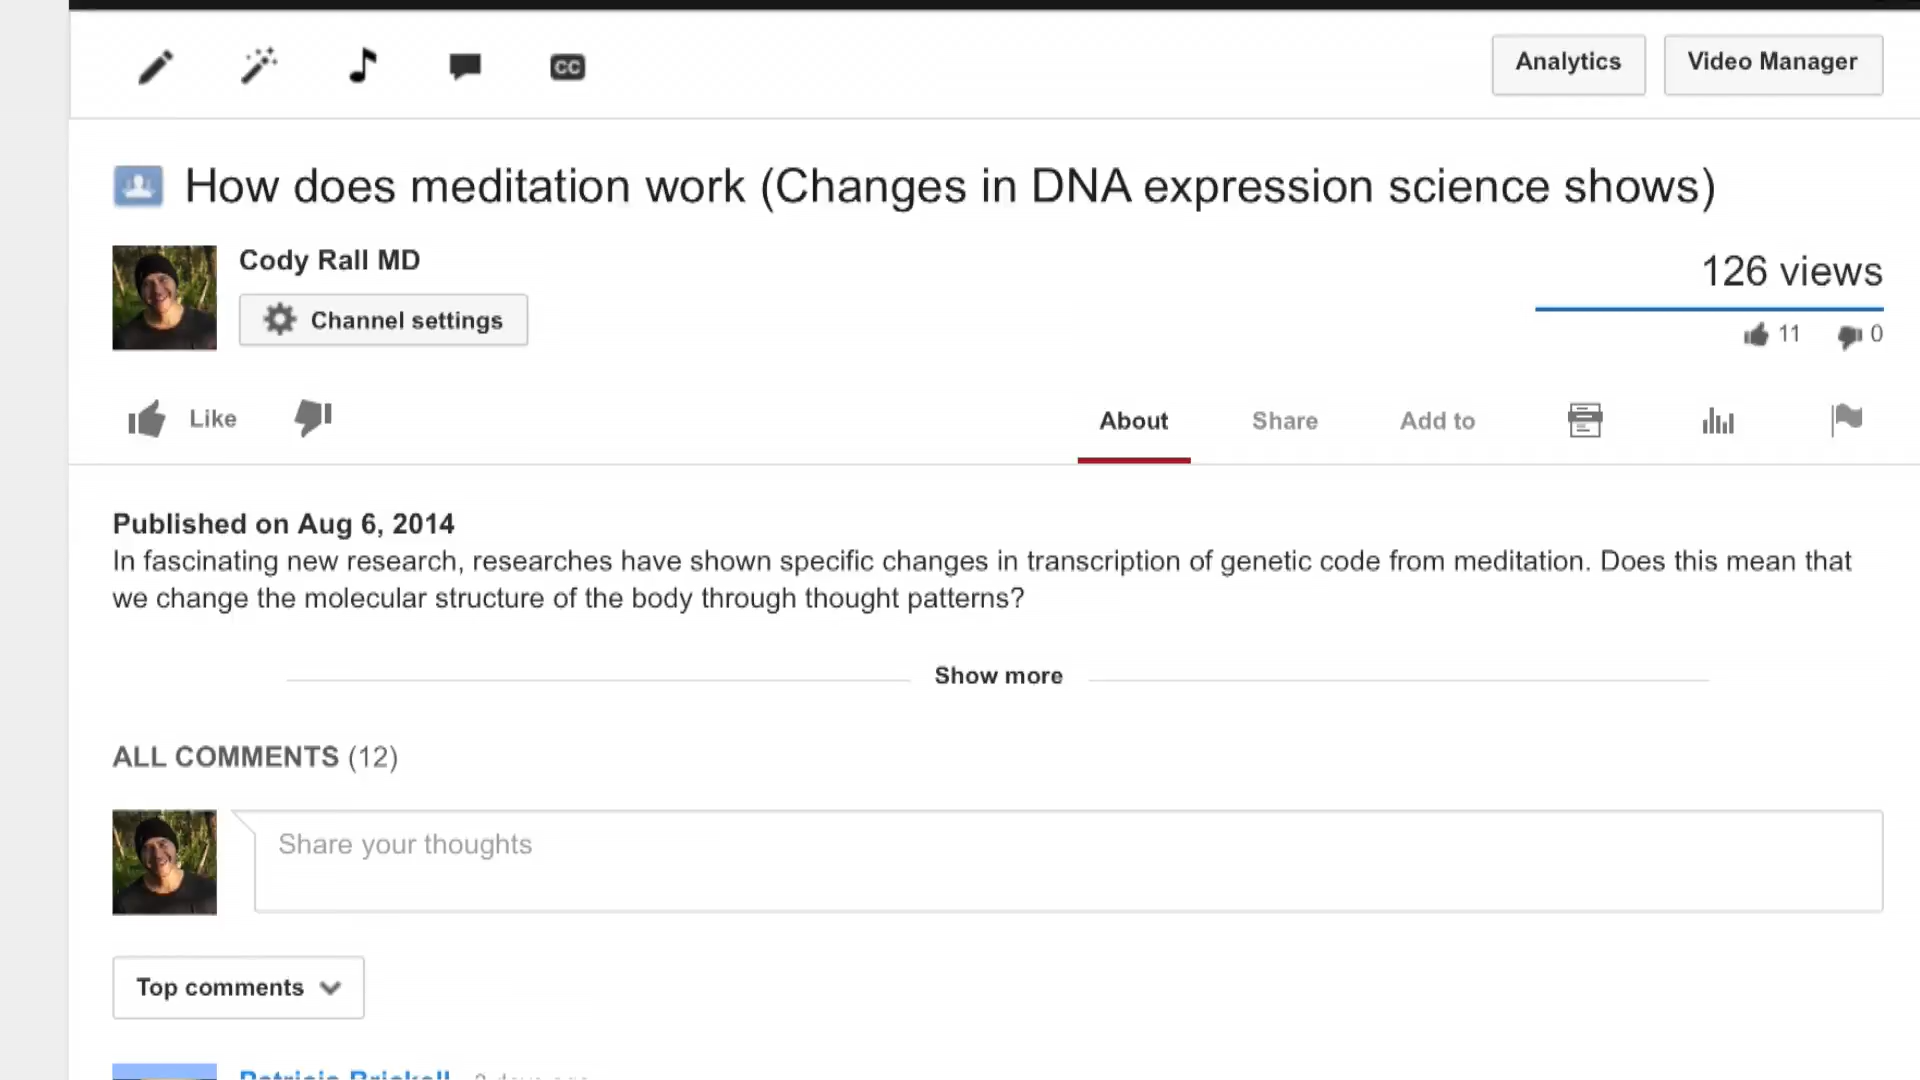 CC
Analytics
Video Manager
How does meditation work (Changes in DNA expression science shows)
Cody Rall MD
Channel settings
126 views
11
0
Like
About
Share
Add to
Published on Aug 6, 2014
In fascinating new research, researches have shown specific changes in transcription of genetic code from meditation. Does this mean that
we change the molecular structure of the body through thought patterns?
Show more
ALL COMMENTS (12)
Share your thoughts
Top comments